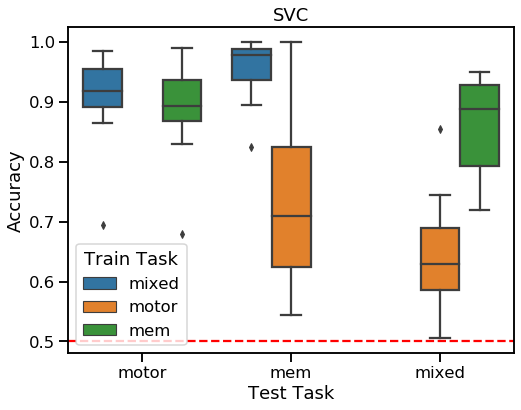 SVC
1.0
0.9
0.8
0.7
0.6
0.5
Accuracy
Train Task
mixed
motor
mem
motor mem mixed
Test Task